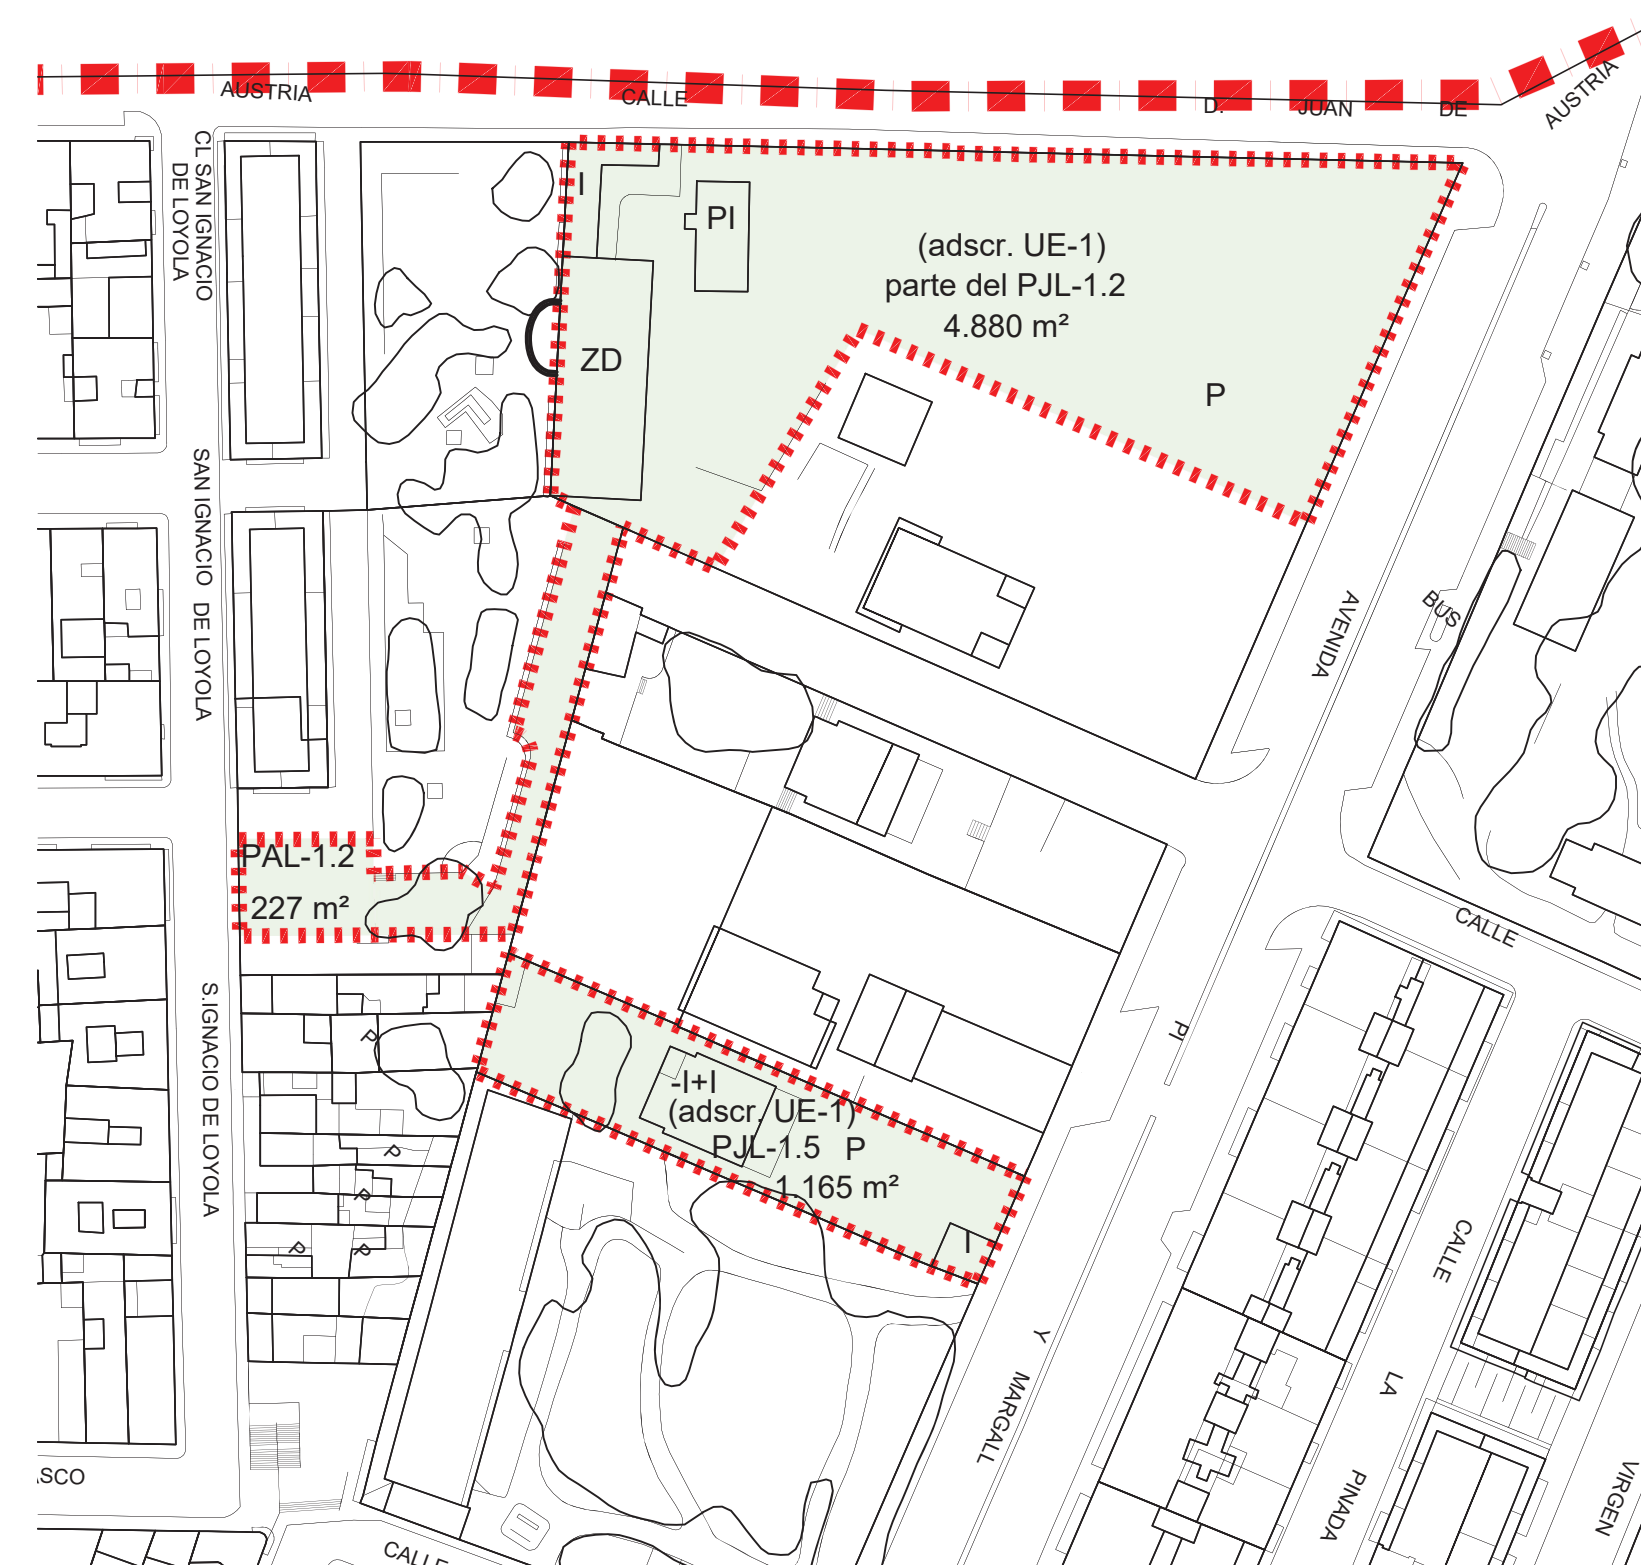 AUSTRIA
CALLE
D.
JUAN
DE
AUSTRIA
CL SAN IGNACIO
DE LOYOLA
I
PI
(adscr. UE-1)
parte del PJL-1.2
4.880 m²
ZD
P
SAN IGNACIO
DE LOYOLA
AVENIDA
BUS
PAL-1.2
227 m²
CALLE
S.IGNACIO DE LOYOLA
P
PI
-I+I
(adscr. UE-1)
PJL-1.5
P
1.165 m²
P
P
P
P
I
CALLE
Y
MARGALL
LA
PINADA
VIRGEN
ASCO
CALLE